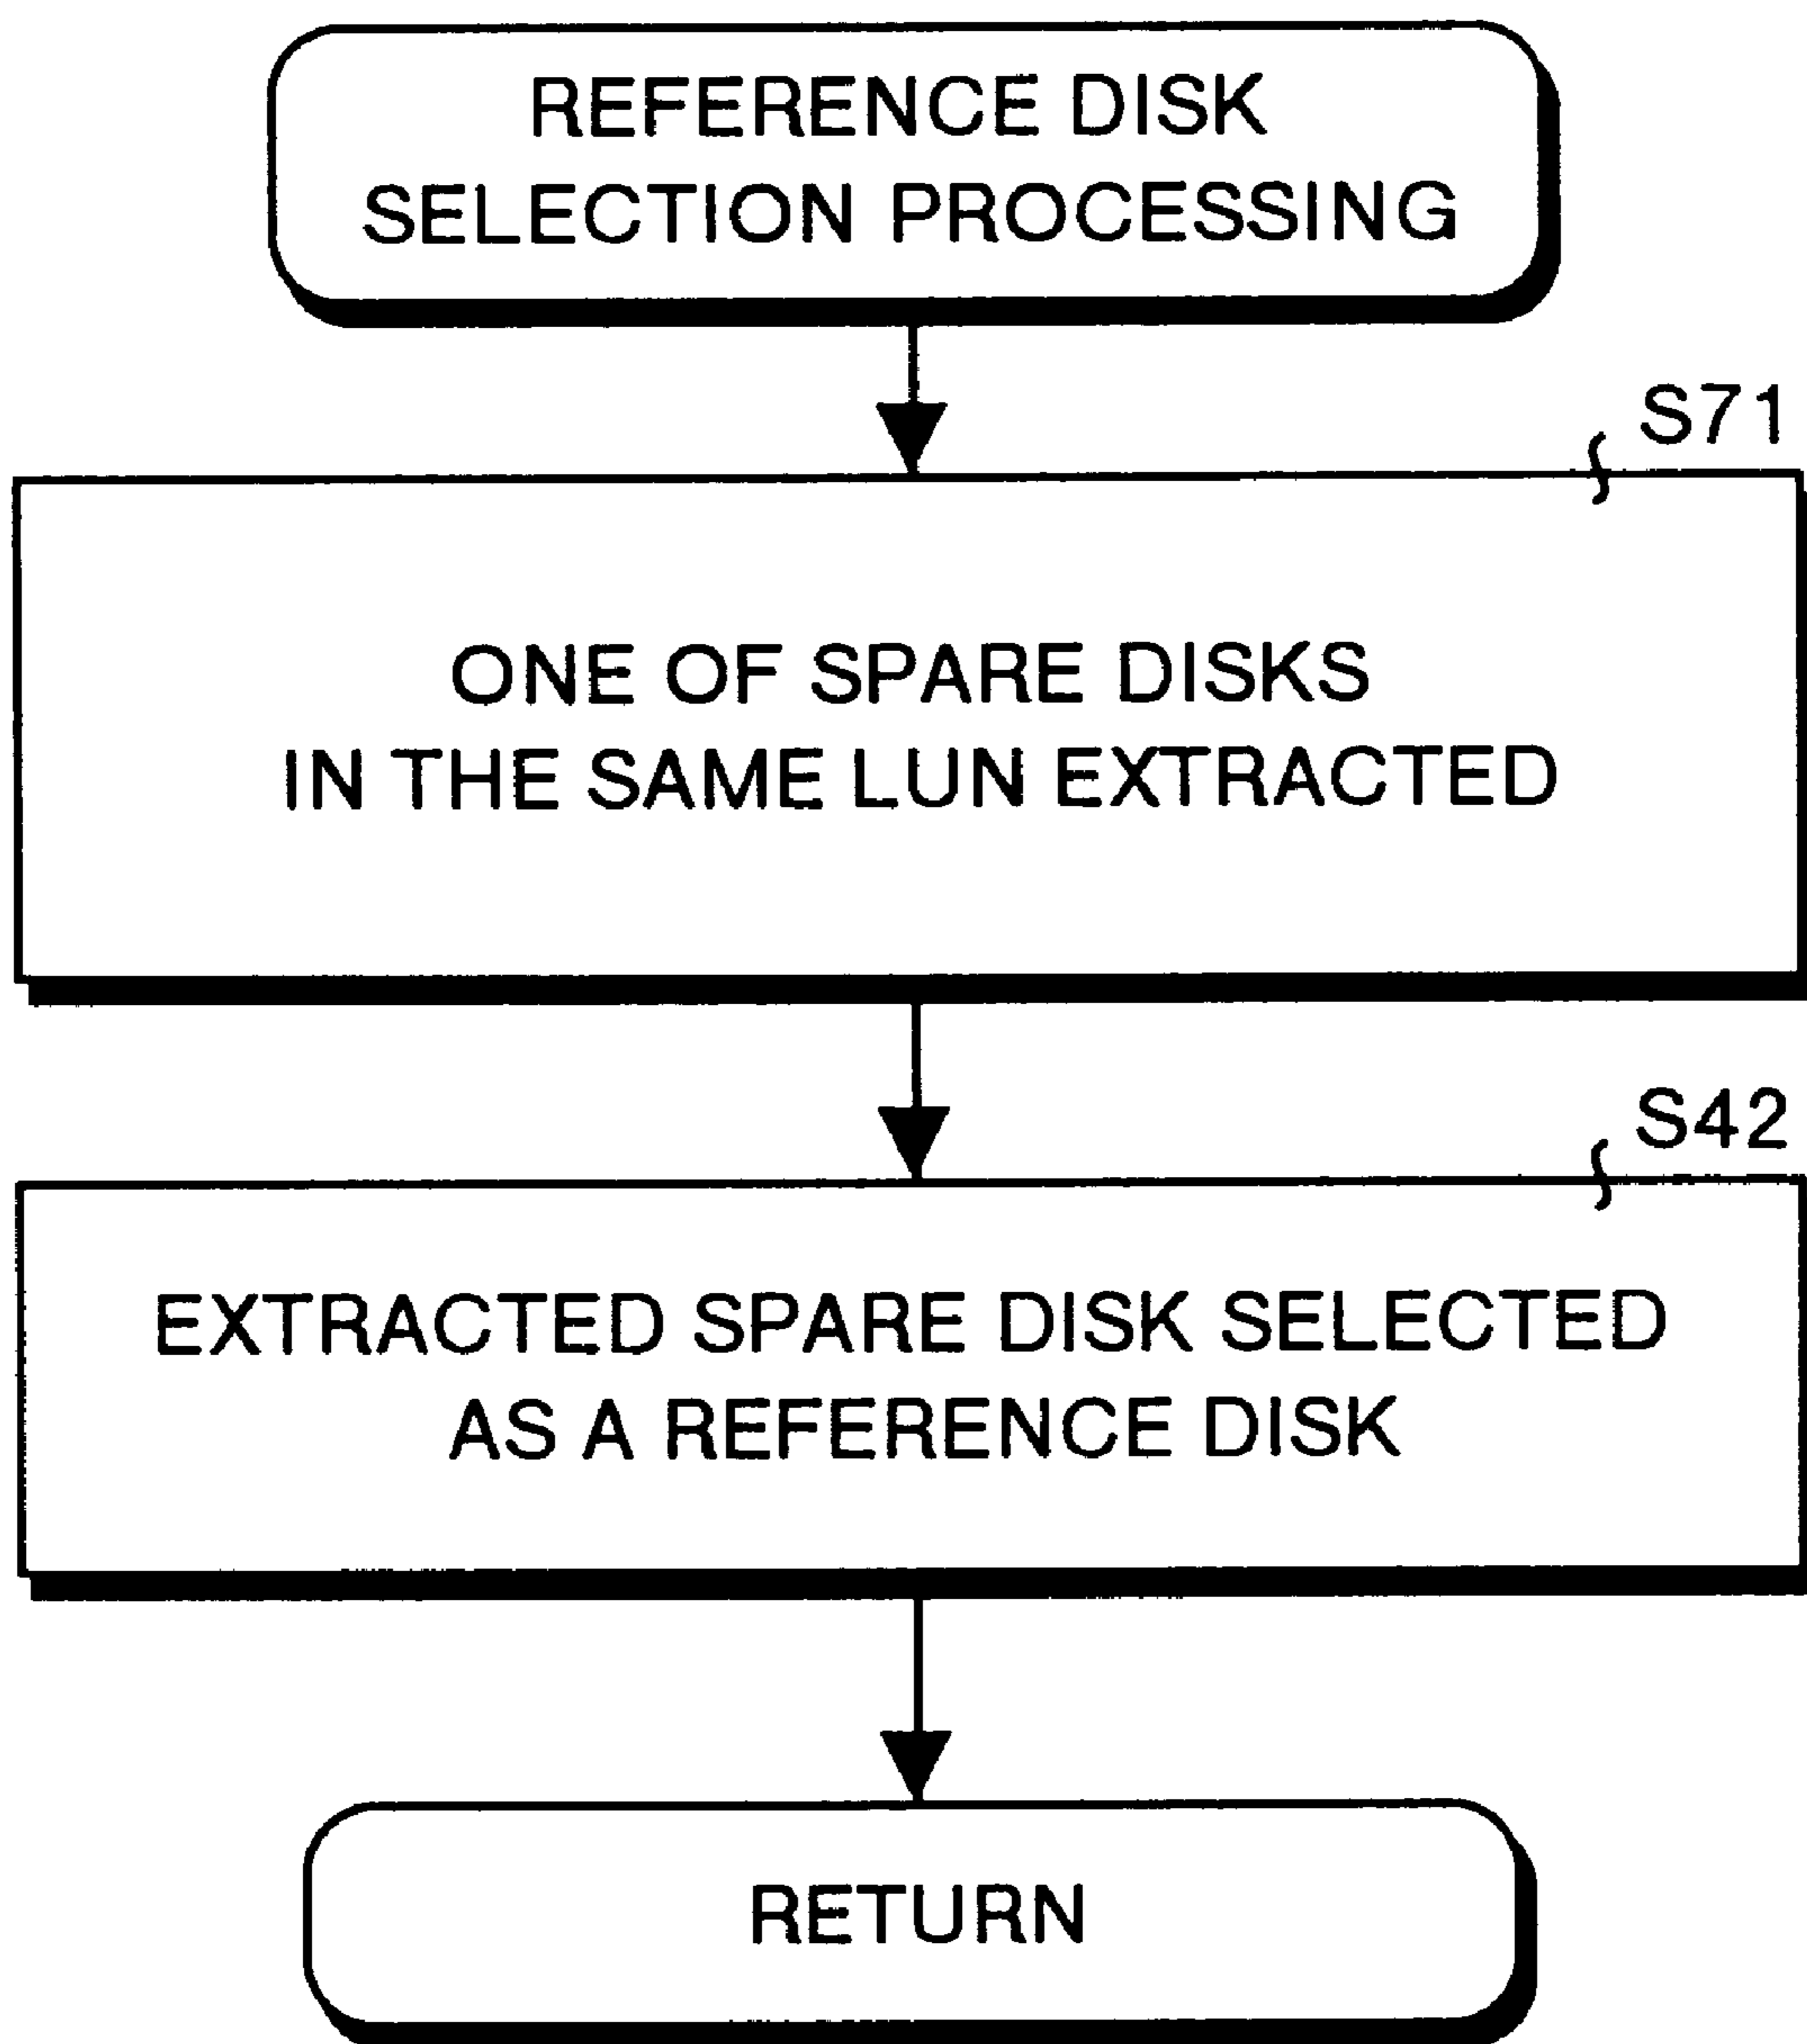 REFERENCE DISK
SELECTION PROCESSING
S71
ONE OF SPARE DISKS
IN THE SAME LUN EXTRACTED
S42
EXTRACTED SPARE DISK SELECTED
AS A REFERENCE DISK
RETURN